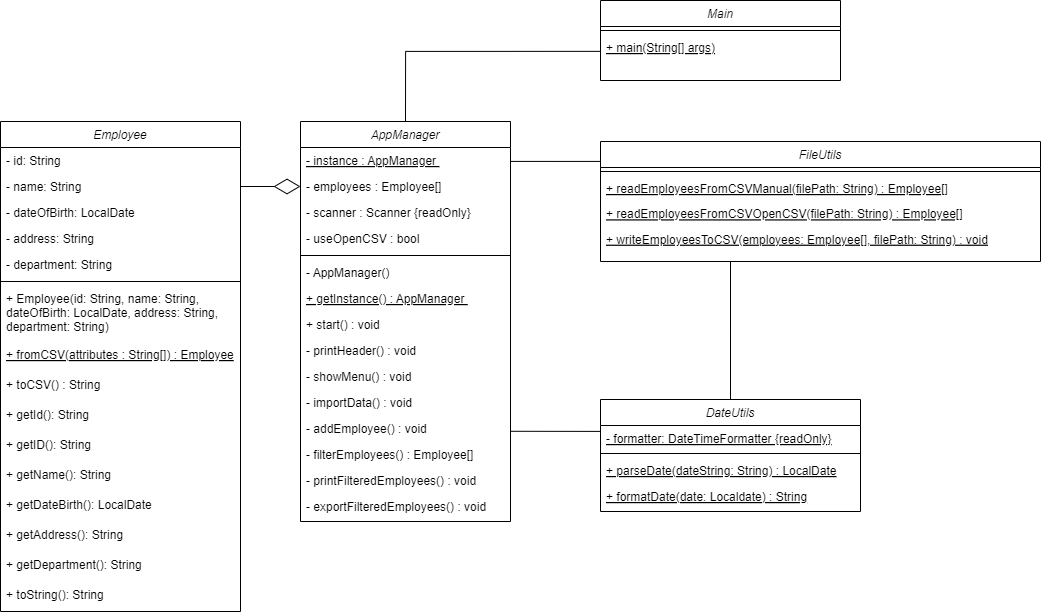 Main
+ main(String[] args)
Employee
- id: String
- name: String
- dateOfBirth: LocalDate
- address: String
- department: String
+ Employee(id: String, name: String,
dateOfBirth: LocalDate, address: String,
department: String)
+ fromCSV(attributes : String[]) : Employee
+ toCSV() : String
+ getId(): String
+ getID(): String
+ getName(): String
+ getDateBirth(): LocalDate
+ getAddress(): String
+ getDepartment(): String
+ toString(): String
AppManager
- instance : AppManager
- employees : Employee[]
- scanner : Scanner {readOnly}
- useOpenCSV : bool
- AppManager()
+ getInstance() : AppManager
+ start() : void
- printHeader() : void
- showMenu() : void
- importData() : void
- addEmployee() : void
- filterEmployees() : Employee[]
- printFilteredEmployees() : void
- exportFilteredEmployees() : void
FileUtils
+ readEmployeesFromCSVManual(filePath: String) : Employee[]
+ readEmployeesFromCSVOpenCSV(filePath: String) : Employee[]
+ writeEmployeesToCSV(employees: Employee[], filePath: String) : void
DateUtils
- formatter: DateTimeFormatter {readOnly}
+ parseDate(dateString: String) : LocalDate
+ formatDate(date: Localdate) : String